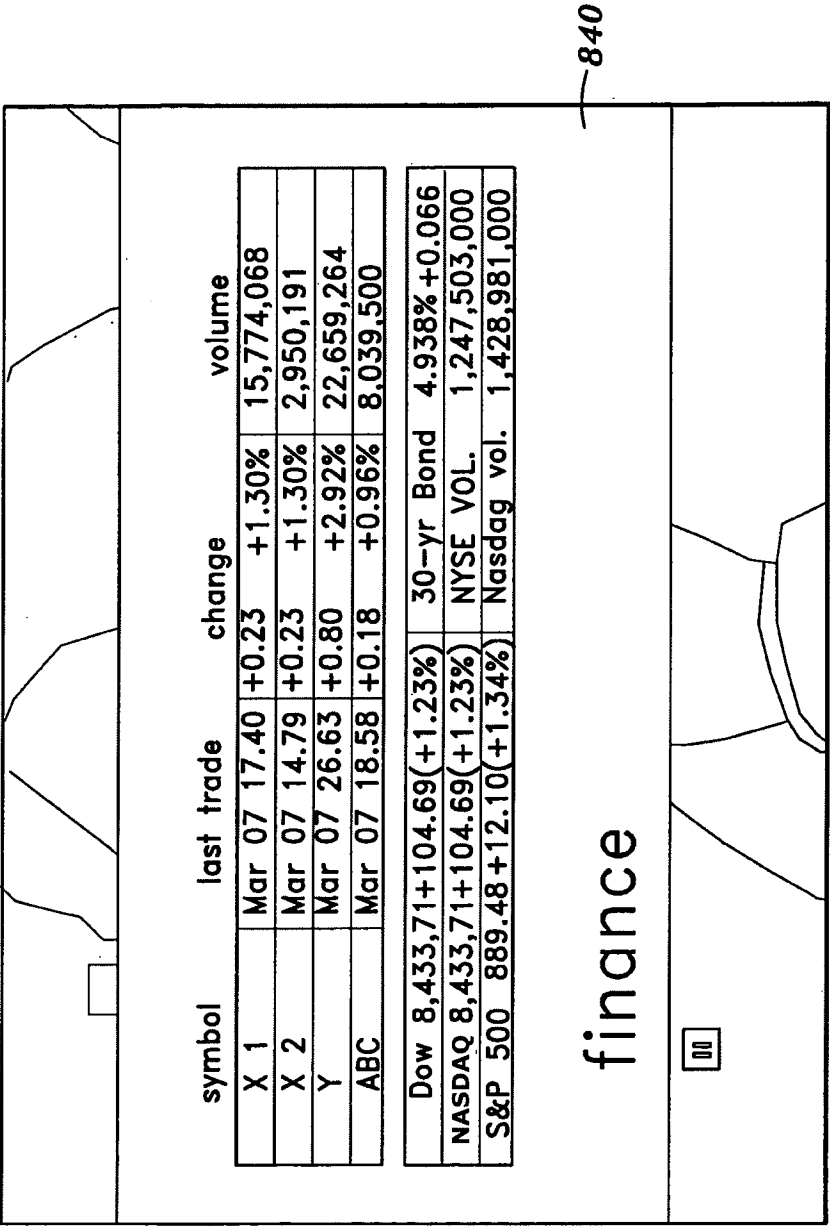 840
symbol last trade change volume
X 1 Mar 07 17.40 +0.23 +1.30% 15,774,068
X 2 Mar 07 14.79 +0.23 +1.30% 2,950,191
Y Mar 07 26.63 +0.80 +2.92% 22,659,264
ABC Mar 07 18.58 +0.18 +0.96% 8,039,500
Dow 8,433,71+104.69(+1.23%) 30-yr Bond 4.938% +0.066
NASDAQ 8,433,71+104.69(+1.23%) NYSE VOL. 1,247,503,000
S&P 500 889.48+12.10(+1.34%) Nasdag vol. 1,428,981,000
finance